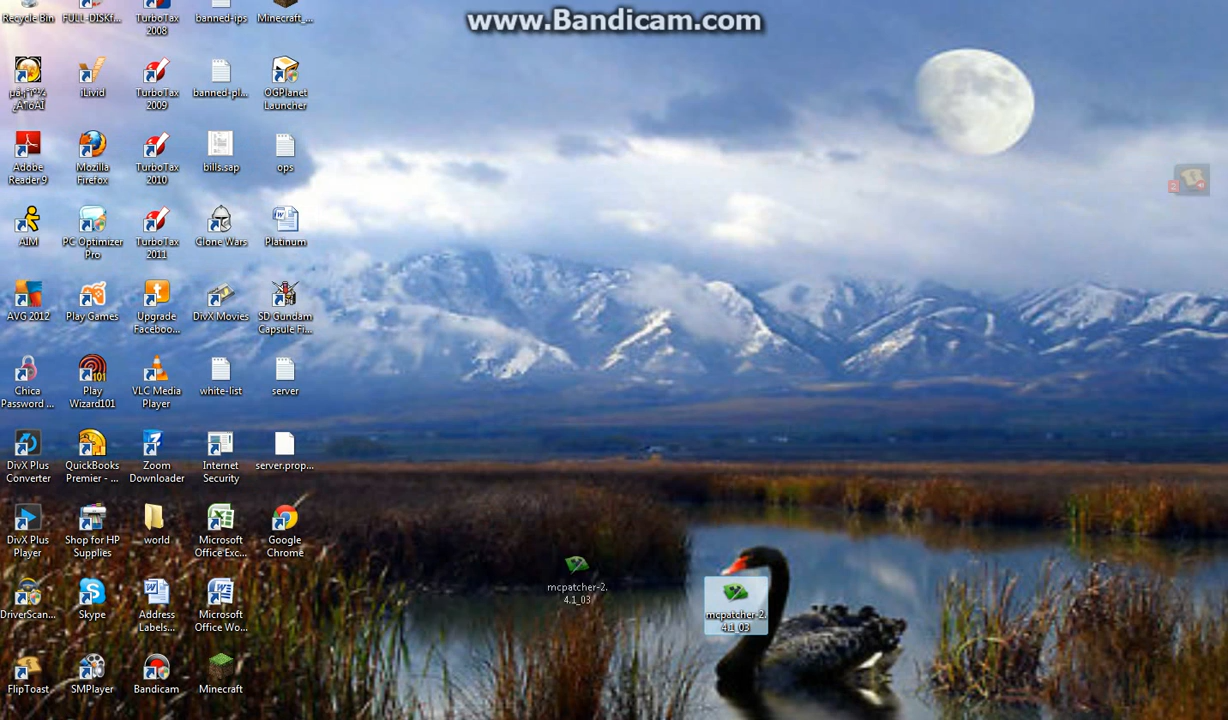 www.Bandicam.com
Recycle Bin
FULL-DISKf...
TurboTax
2008
banned-ips
Minecraft_...
iLivid
TurboTax
2009
banned-pl...
OGPlanet
Launcher
Adobe
Reader 9
Mozilla
Firefox
TurboTax
2010
bills.sap
ops
AIM
PC Optimizer
Pro
TurboTax
2011
Clone Wars
Platinum
AVG 2012
Play Games
Upgrade
Faceboo...
DivX Movies
SD Gundam
Capsule Fi...
Chica
Password ...
Play
Wizard101
VLC Media
Player
white-list
server
DivX Plus
Converter
QuickBooks
Premier - ...
Zoom
Downloader
Internet
Security
server.prop...
DivX Plus
Player
Shop for HP
Supplies
world
Microsoft
Office Exc...
Google
Chrome
DriverScan...
Skype
Address
Labels...
Microsoft
Office Wo...
FlipToast
SMPlayer
Bandicam
Minecraft
mcpatcher-2.
4.1_03
mcpatcher-2.
4.1_03
2